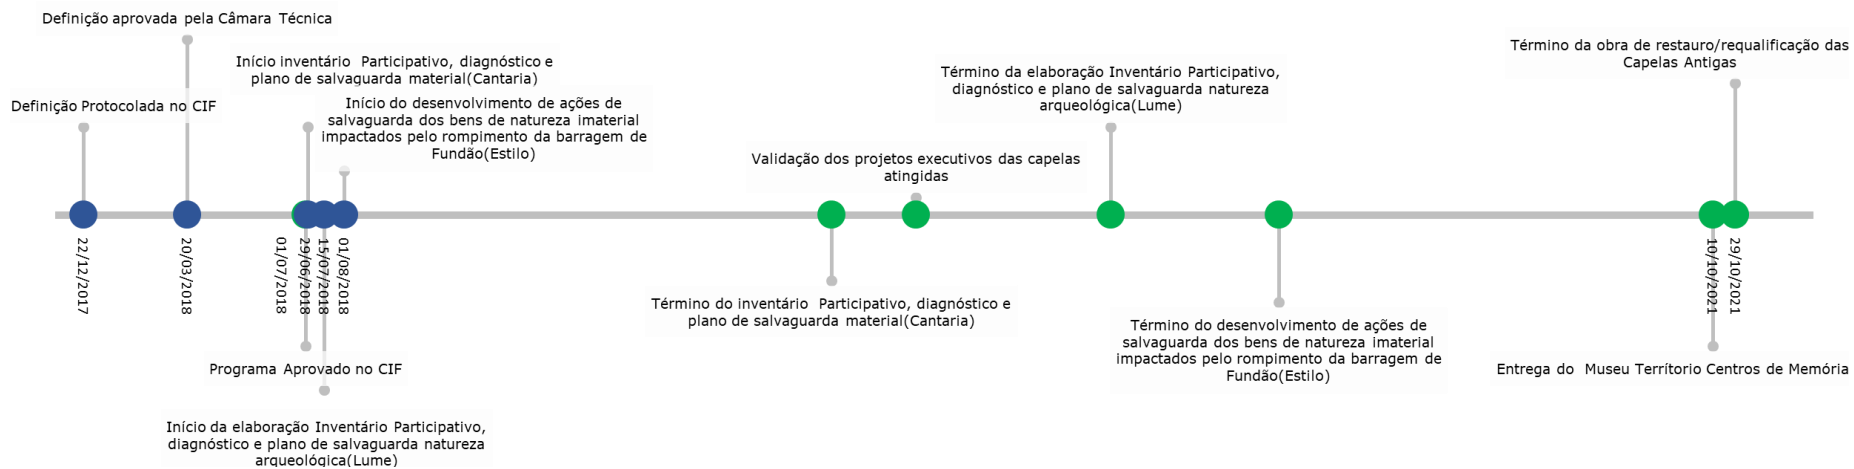 Definição aprovada pela Câmara Técnica
Definição Protocolada no CIF
Início inventário Participativo, diagnóstico e
plano de salvaguarda material(Cantaria)
Início do desenvolvimento de ações de
salvaguarda dos bens de natureza imaterial
impactados pelo rompimento da barragem de
Fundão(Estilo)
Validação dos projetos executivos das capelas
atingidas
Término da elaboração Inventário Participativo,
diagnóstico e plano de salvaguarda natureza
arqueológica(Lume)
Término da obra de restauro/requalificação das
Capelas Antigas
22/12/2017
20/03/2018
01/07/2018
29/06/2018
15/07/2018
01/08/2018
10/10/2021
29/10/2021
Programa Aprovado no CIF
Início da elaboração Inventário Participativo,
diagnóstico e plano de salvaguarda natureza
arqueológica(Lume)
Término do inventário Participativo, diagnóstico e
plano de salvaguarda material(Cantaria)
Término do desenvolvimento de ações de
salvaguarda dos bens de natureza imaterial
impactados pelo rompimento da barragem de
Fundão(Estilo)
Entrega do Museu Terrítorio Centros de Memória